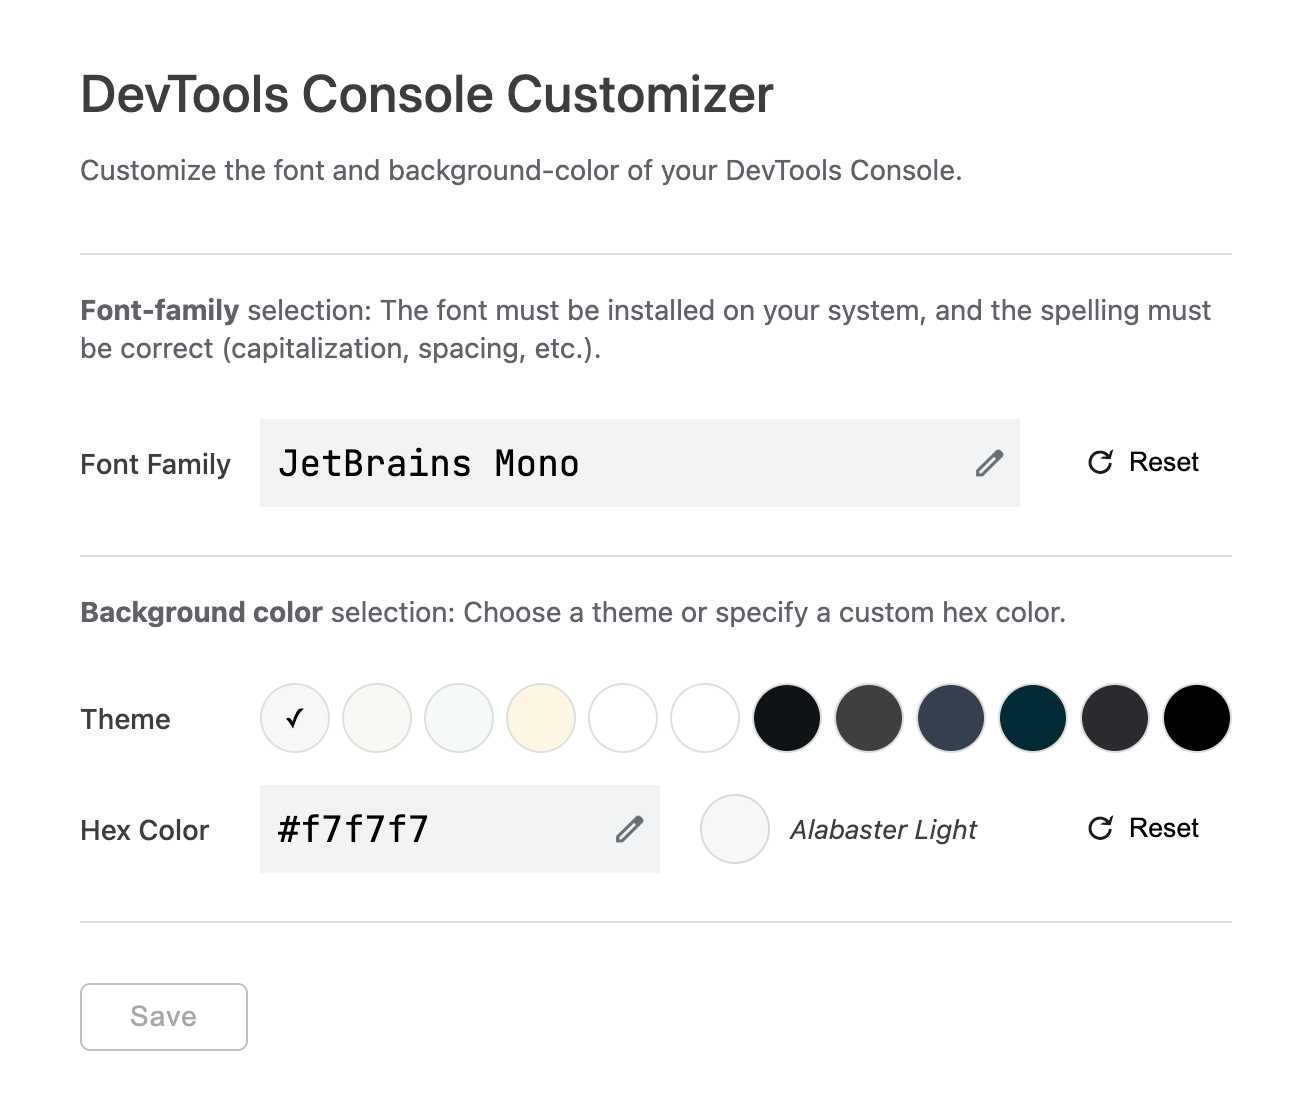 DevTools Console Customizer
Customize the font and background-color of your DevTools Console.
Font-family selection: The font must be installed on your system, and the spelling must
be correct (capitalization, spacing, etc.).
Font Family JetBrains Mono Reset
Background color selection: Choose a theme or specify a custom hex color.
Theme
Hex Color #f7f7f7 Alabaster Light Reset
Save